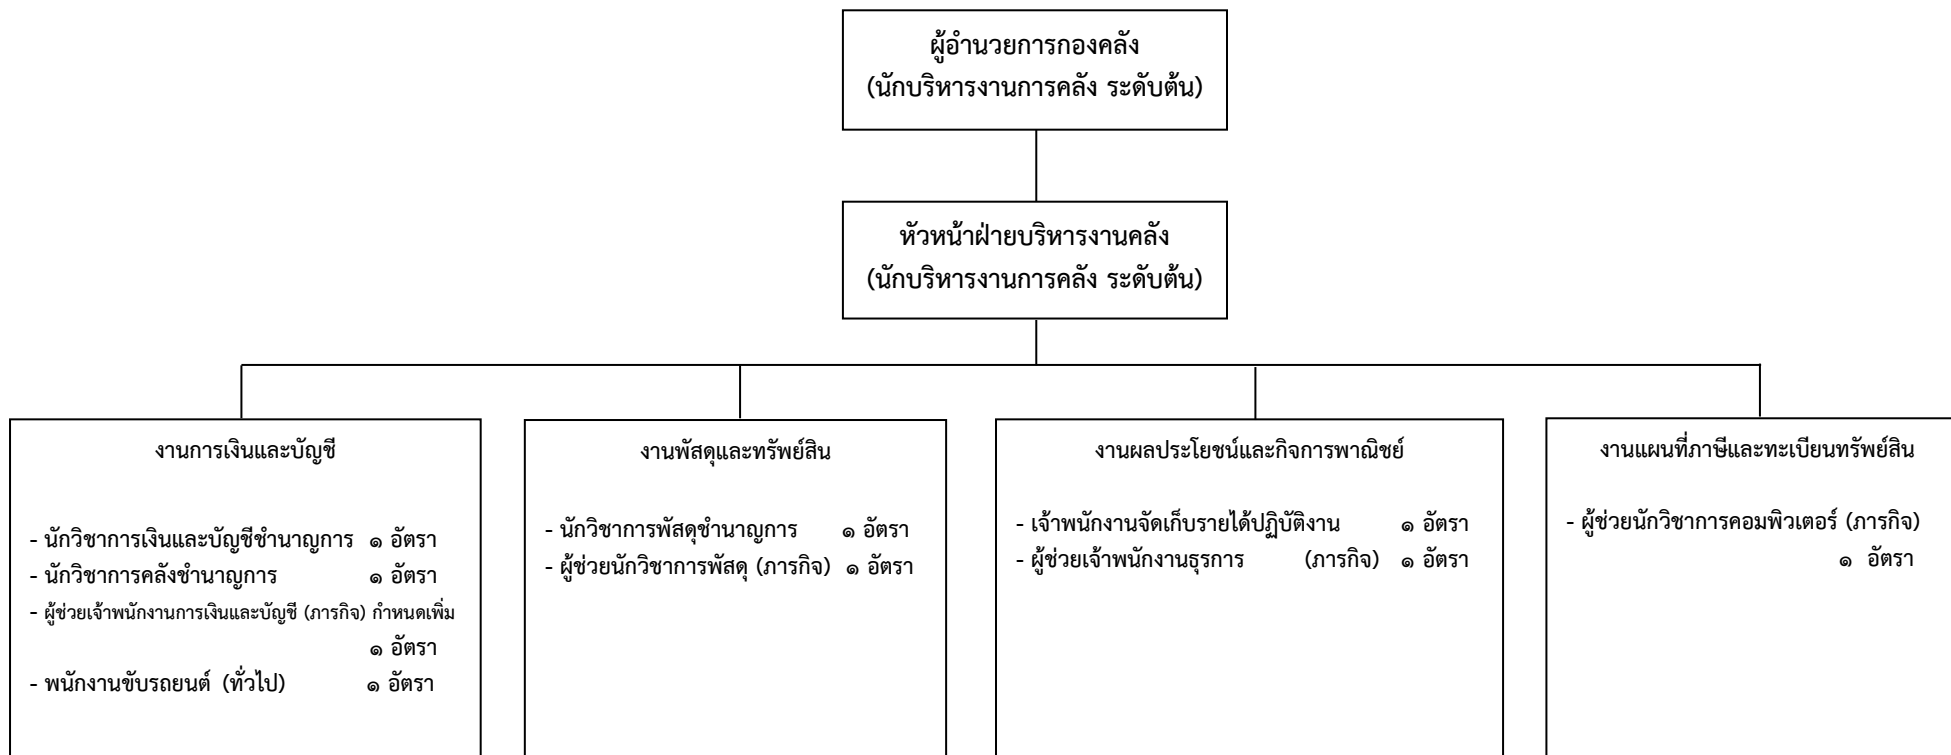 ผู้อำนวยการกองคลัง
(นักบริหารงานการคลัง ระดับต้น)
หัวหน้าฝ่ายบริหารงานคลัง
(นักบริหารงานการคลัง ระดับต้น)
งานการเงินและบัญชี
- นักวิชาการเงินและบัญชีชำนาญการ ๑ อัตรา
- นักวิชาการคลังชำนาญการ ๑ อัตรา
- ผู้ช่วยเจ้าพนักงานการเงินและบัญชี (ภารกิจ) กำหนดเพิ่ม
๑ อัตรา
- พนักงานขับรถยนต์ (ทั่วไป) ๑ อัตรา
งานพัสดุและทรัพย์สิน
- นักวิชาการพัสดุชำนาญการ ๑ อัตรา
- ผู้ช่วยนักวิชาการพัสดุ (ภารกิจ) ๑ อัตรา
งานผลประโยชน์และกิจการพาณิชย์
- เจ้าพนักงานจัดเก็บรายได้ปฏิบัติงาน ๑ อัตรา
- ผู้ช่วยเจ้าพนักงานธุรการ (ภารกิจ) ๑ อัตรา
งานแผนที่ภาษีและทะเบียนทรัพย์สิน
- ผู้ช่วยนักวิชาการคอมพิวเตอร์ (ภารกิจ)
๑ อัตรา